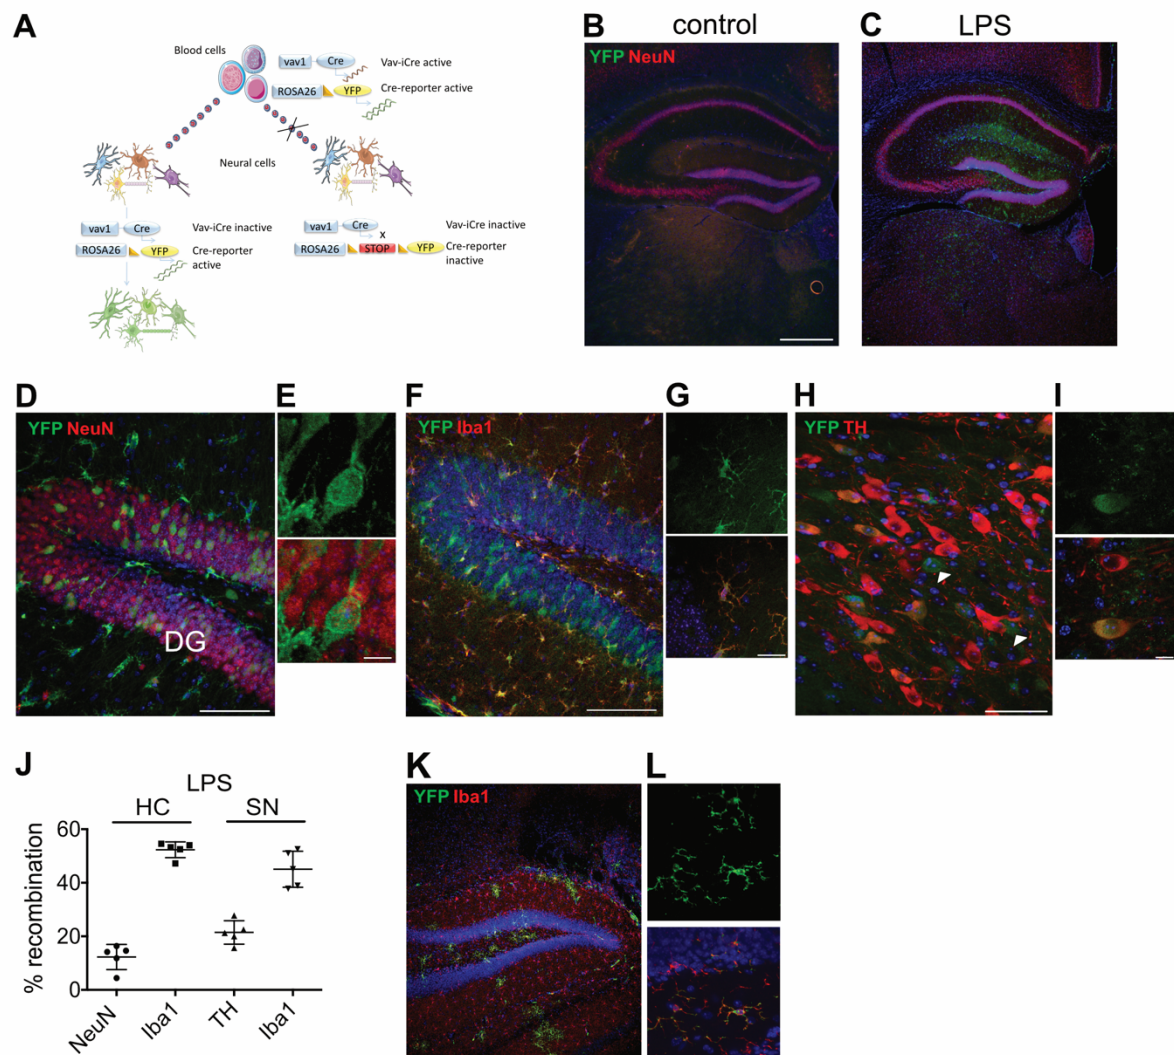 A
Blood cells
vav1 Cre
Vav-iCre active
ROSA26 YFP
Cre-reporter active
Neural cells
vav1 Cre
Vav-iCre inactive
ROSA26 YFP
Cre-reporter
active
vav1 Cre
Vav-iCre inactive
X
ROSA26 STOP YFP
Cre-reporter
inactive
B
control
YFP NeuN
C
LPS
D
YFP NeuN
DG
E
F
YFP Iba1
G
H
YFP TH
I
J
LPS
HC SN
% recombination
60
40
20
0
NeuN
Iba1
TH
Iba1
K
YFP Iba1
L